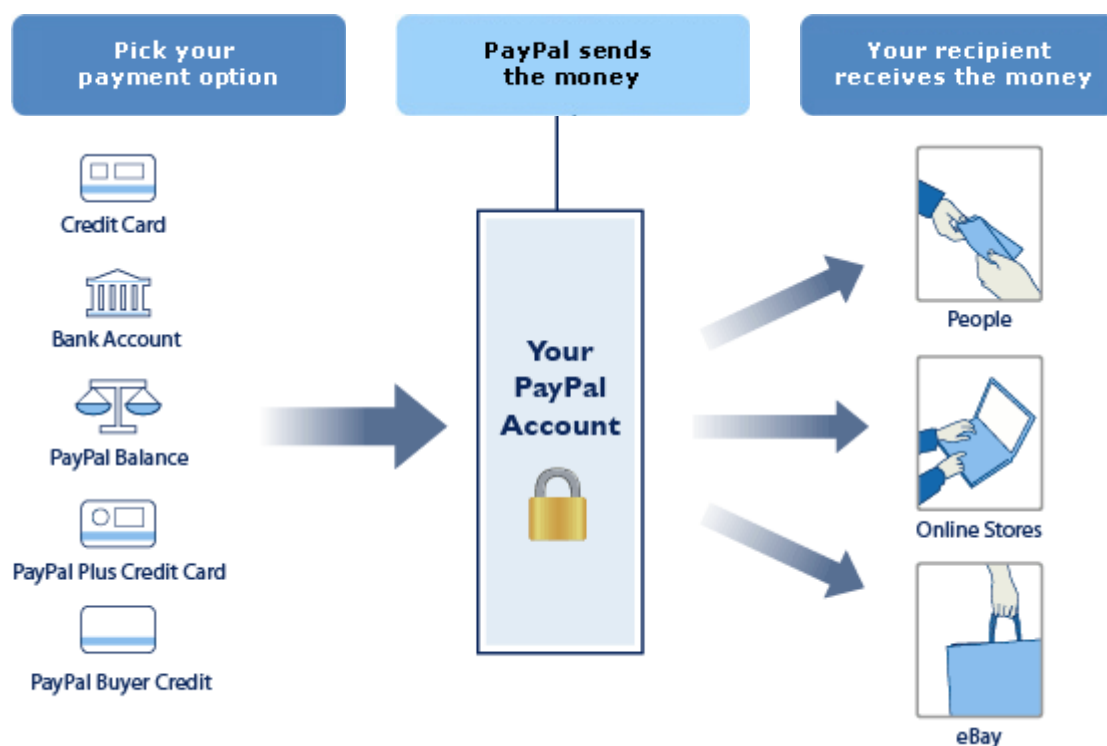 Pick your
payment option
PayPal sends
the money
Your recipient
receives the money
Credit Card
Bank Account
PayPal Balance
PayPal Plus Credit Card
PayPal Buyer Credit
Your
PayPal
Account
People
Online Stores
eBay